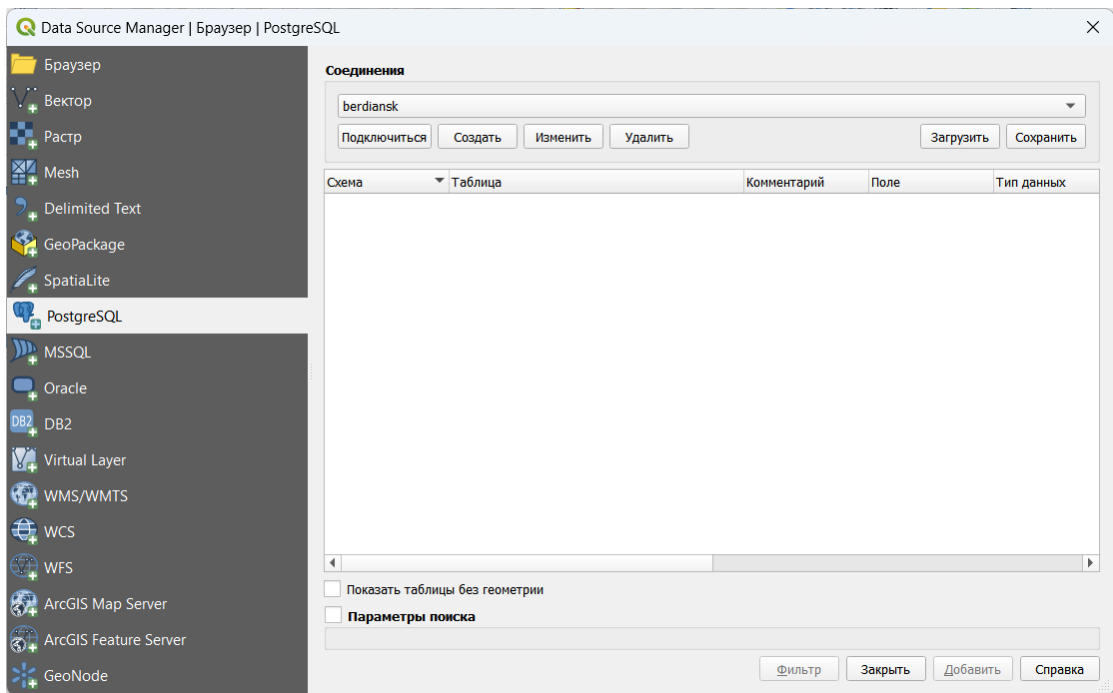 Data Source Manager | Браузер | PostgreSQL
Браузер
Вектор
Растр
Mesh
Delimited Text
GeoPackage
SpatiaLite
PostgreSQL
MSSQL
Oracle
DB2 DB2
Virtual Layer
WMS/WMTS
WCS
WFS
ArcGIS Map Server
ArcGIS Feature Server
GeoNode
Соединения
berdiansk
Подключиться Создать Изменить Удалить Загрузить Сохранить
Схема Таблица Комментарий Поле Тип данных
Показать таблицы без геометрии
Параметры поиска
Фильтр Закрыть Добавить Справка